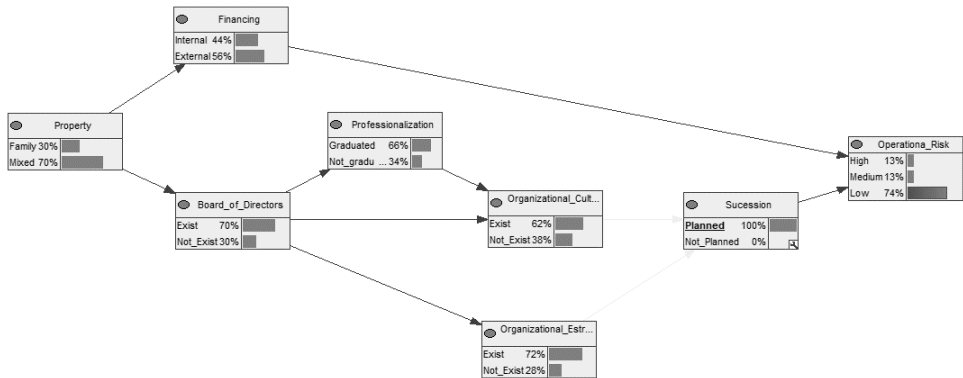 Financing
Internal 44%
External 56%
Property
Family 30%
Mixed 70%
Professionalization
Graduated 66%
Not_gradu ... 34%
Operationa_Risk
High 13%
Medium 13%
Low 74%
Board_of_Directors
Exist 70%
Not_Exist 30%
Organizational_Cult...
Exist 62%
Not_Exist 38%
Sucession
Planned 100%
Not_Planned 0%
Organizational_Estr...
Exist 72%
Not_Exist 28%